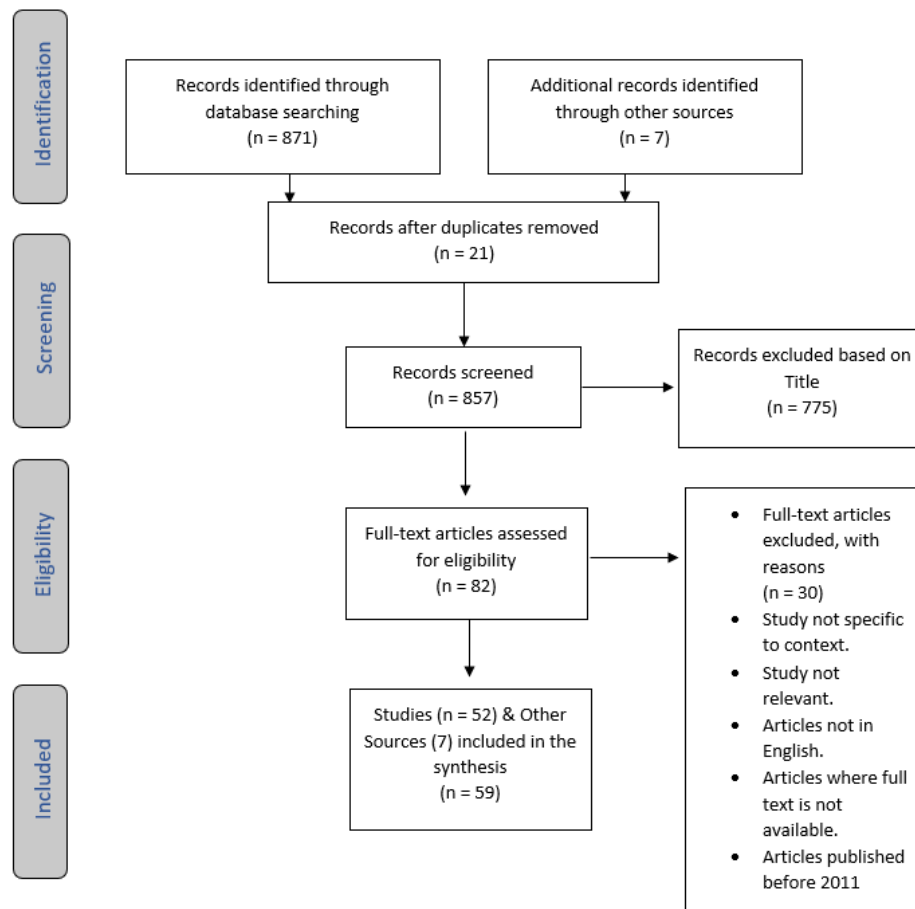 Identification
Records identified through
database searching
(n = 871)
Additional records identified
through other sources
(n = 7)
Records after duplicates removed
(n = 21)
Screening
Records screened
(n = 857)
Records excluded based on
Title
(n = 775)
Eligibility
Full-text articles assessed
for eligibility
(n = 82)
• Full-text articles
excluded, with
reasons
(n = 30)
• Study not specific
to context.
• Study not
relevant.
• Articles not in
English.
• Articles where full
text is not
available.
• Articles published
before 2011
Included
Studies (n = 52) & Other
Sources (7) included in the
synthesis
(n = 59)